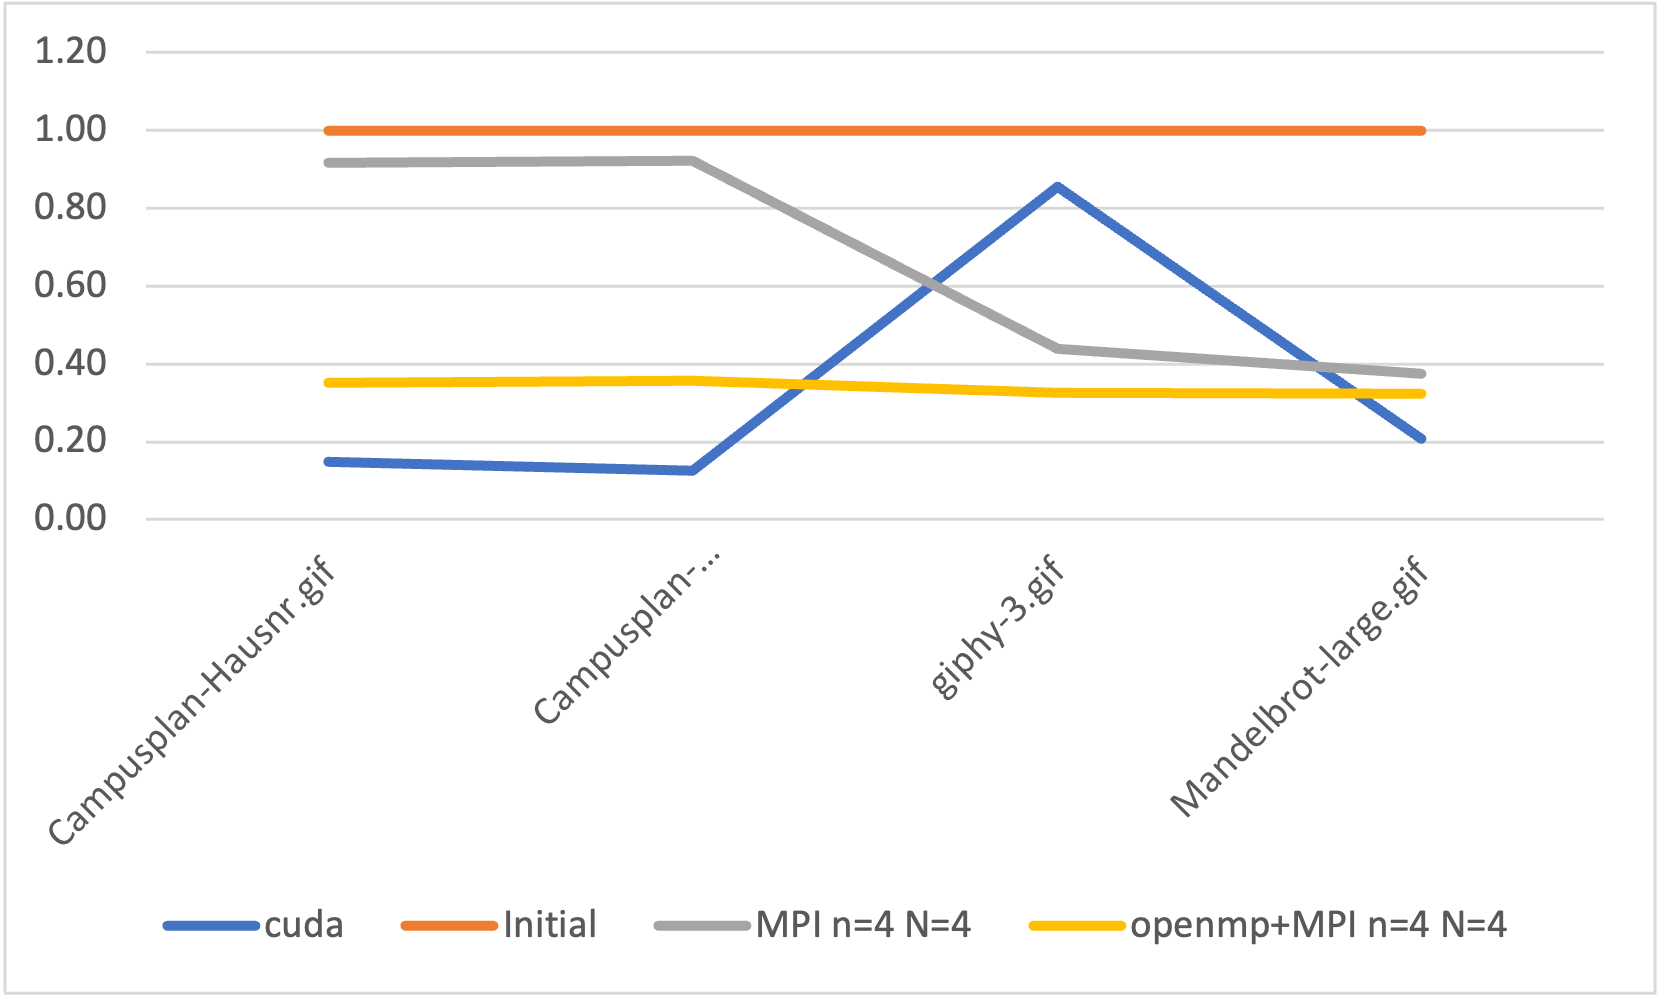 1.20
1.00
0.80
0.60
0.40
0.20
0.00
Campusplan-Hausnr.gif
Campusplan-...
giphy-3.gif
Mandelbrot-large.gif
cuda Initial MPI n=4 N=4 openmp+MPI n=4 N=4